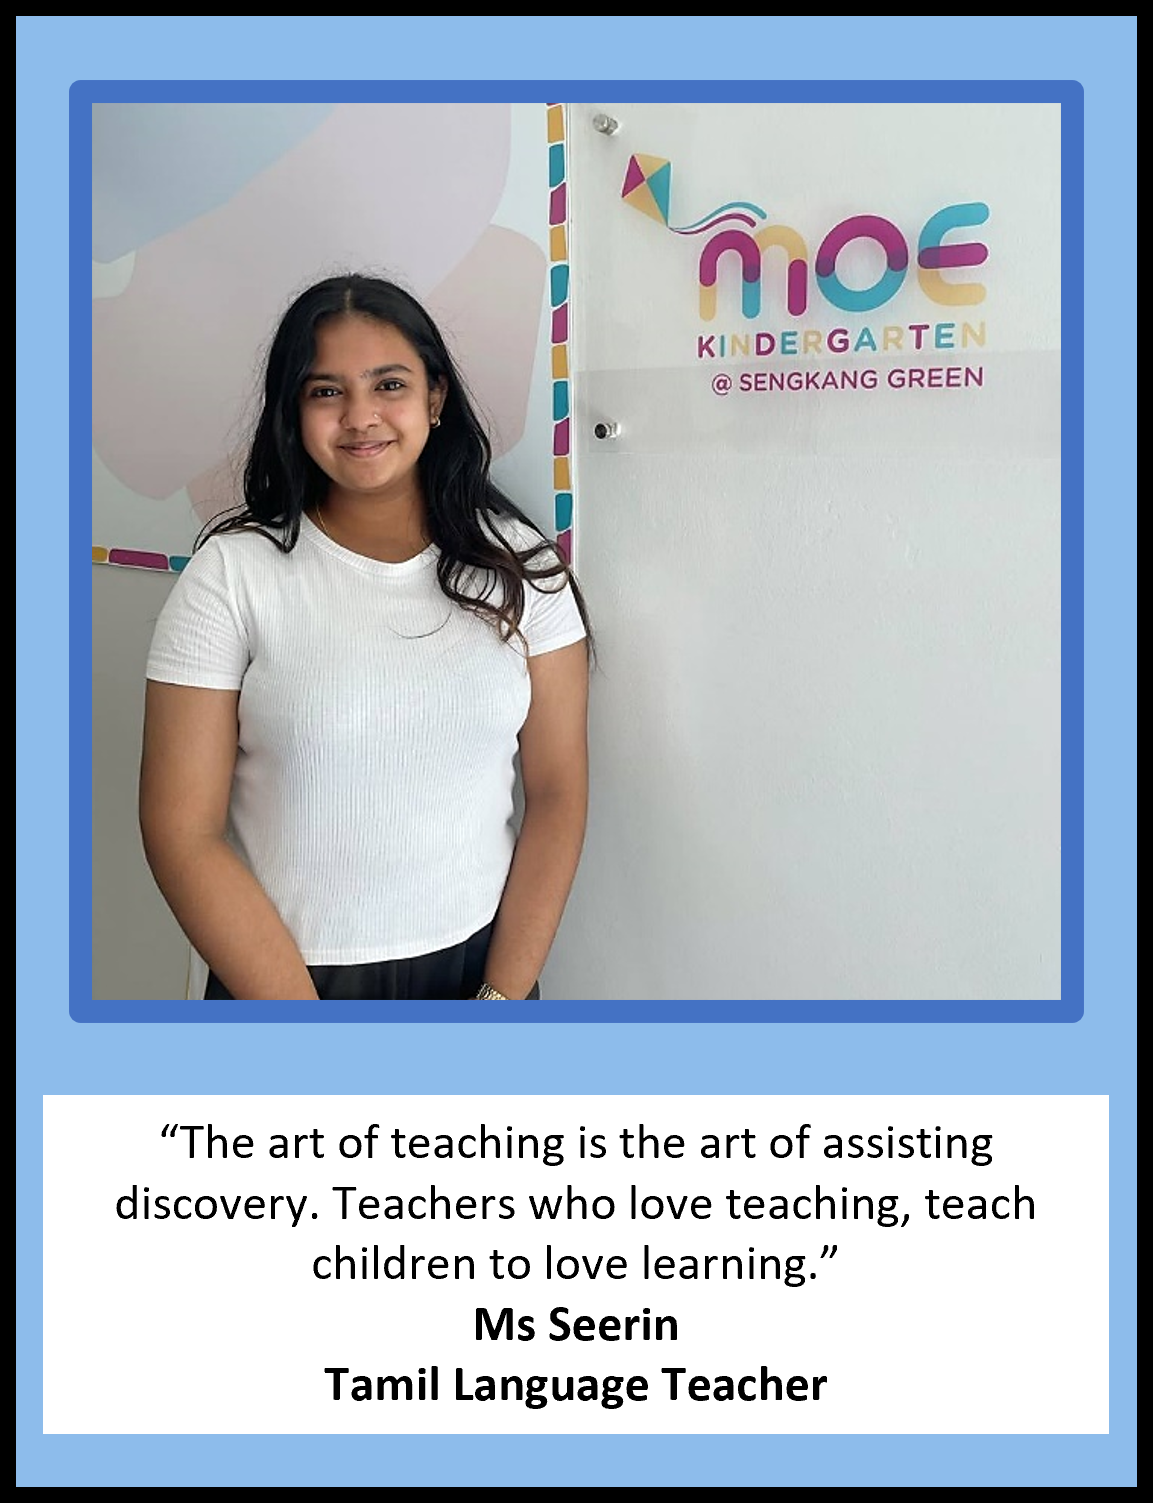 MOE
KINDERGARTEN
@ SENGKANG GREEN
“The art of teaching is the art of assisting
discovery. Teachers who love teaching, teach
children to love learning.”
Ms Seerin
Tamil Language Teacher